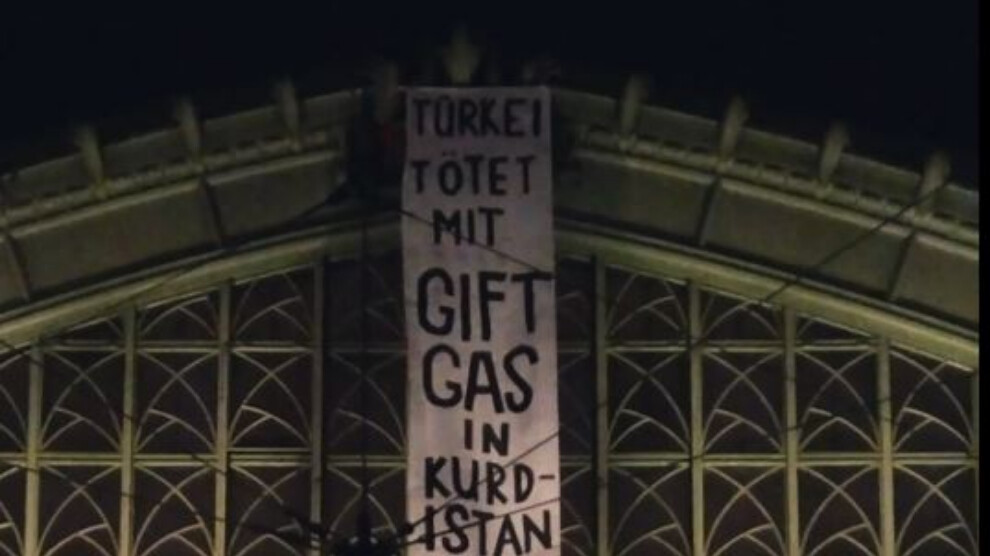 TÜRKEI
TÖTET
MIT
GIFT
GAS
IN
KURD-
ISTAN